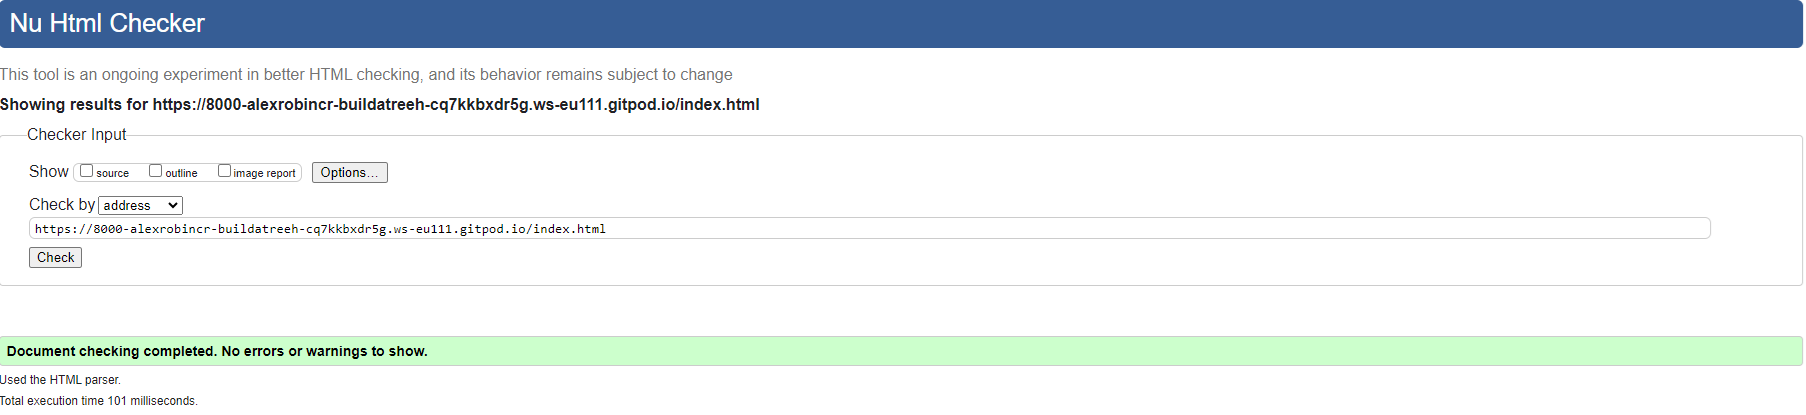 Nu Html Checker
This tool is an ongoing experiment in better HTML checking, and its behavior remains subject to change
Showing results for https://8000-alexrobincr-buildatreeh-cq7kkbxdr5g.ws-eu111.gitpod.io/index.html
Checker Input
Show source outline image report Options...
Check by address
https://8000-alexrobincr-buildatreeh-cq7kkbxdr5g.ws-eu111.gitpod.io/index.html
Check
Document checking completed. No errors or warnings to show.
Used the HTML parser.
Total execution time 101 milliseconds.